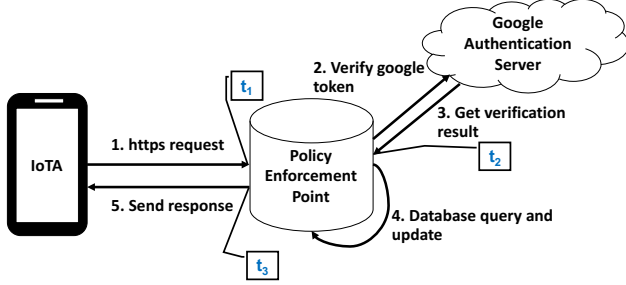 Google
Authentication
Server
2. Verify google
token
t1
3. Get verification
result
1. https request
IoTA
Policy
Enforcement
Point
t2
5. Send response
4. Database query and
update
t3